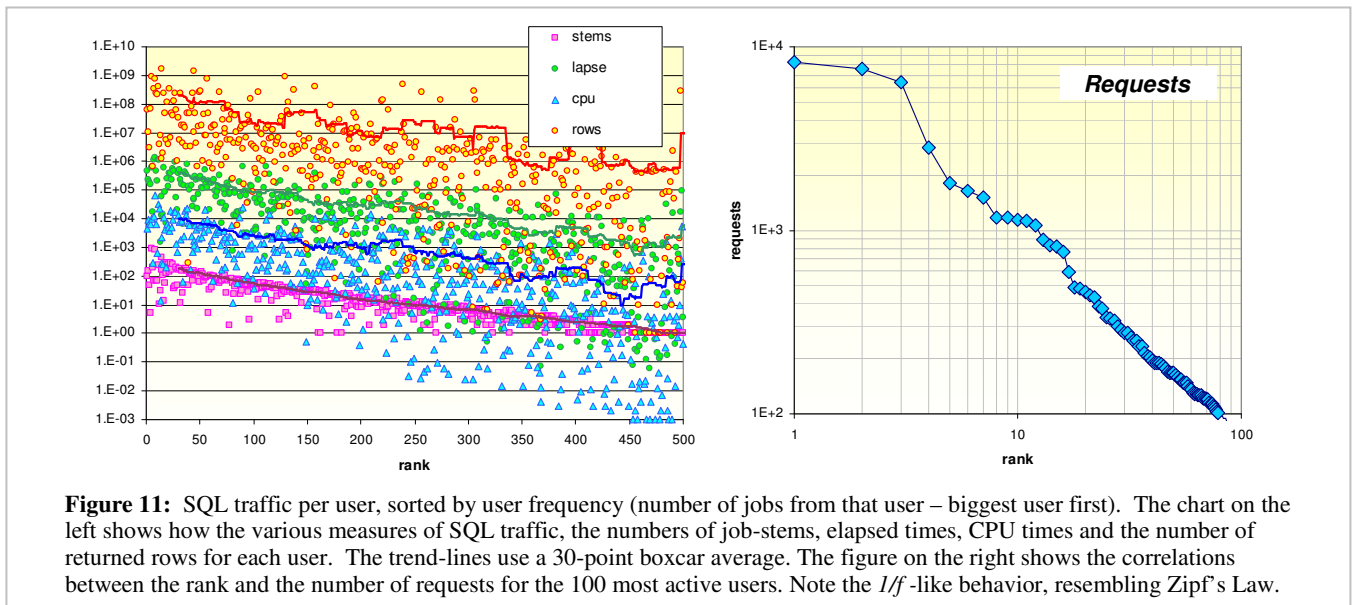 stems
lapse
cpu
rows
1.E+10
1.E+09
1.E+08
1.E+07
1.E+06
1.E+05
1.E+04
1.E+03
1.E+02
1.E+01
1.E+00
1.E-01
1.E-02
1.E-03
0 50 100 150 200 250 300 350 400 450 500
rank
Requests
1E+4
1E+3
1E+2
requests
1 10 100
rank
Figure 11: SQL traffic per user, sorted by user frequency (number of jobs from that user – biggest user first). The chart on the
left shows how the various measures of SQL traffic, the numbers of job-stems, elapsed times, CPU times and the number of
returned rows for each user. The trend-lines use a 30-point boxcar average. The figure on the right shows the correlations
between the rank and the number of requests for the 100 most active users. Note the 1/f -like behavior, resembling Zipf's Law.